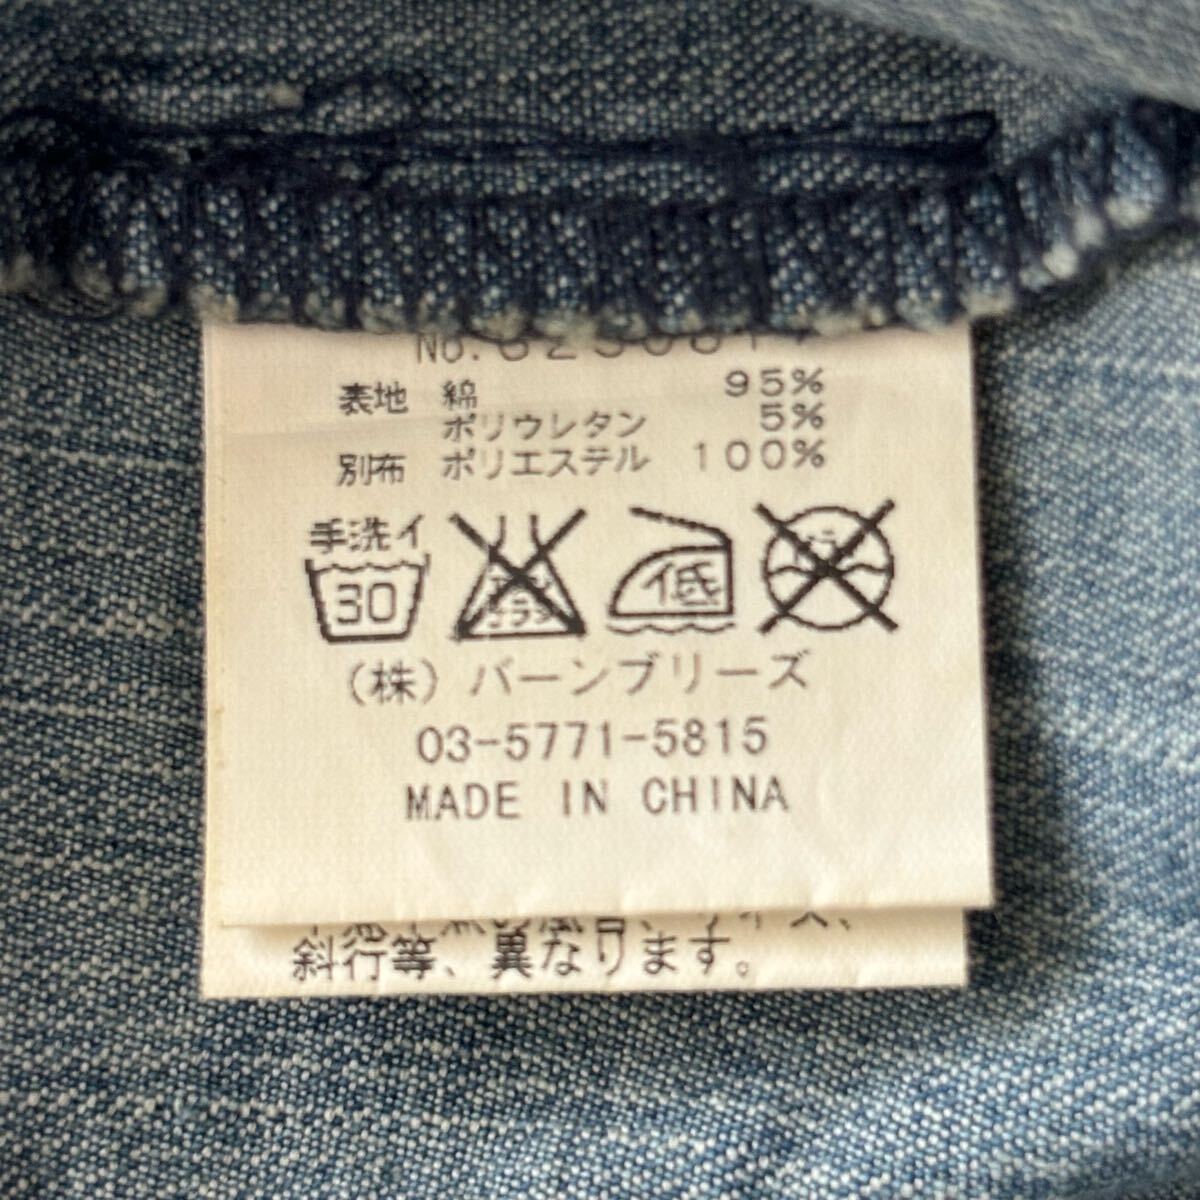 No.
表地 綿 95%
ポリウレタン 5%
別布 ポリエステル 100%
手洗イ
30
低
(株) バーンブリーズ
03-5771-5815
MADE IN CHINA
斜行等、異なります。